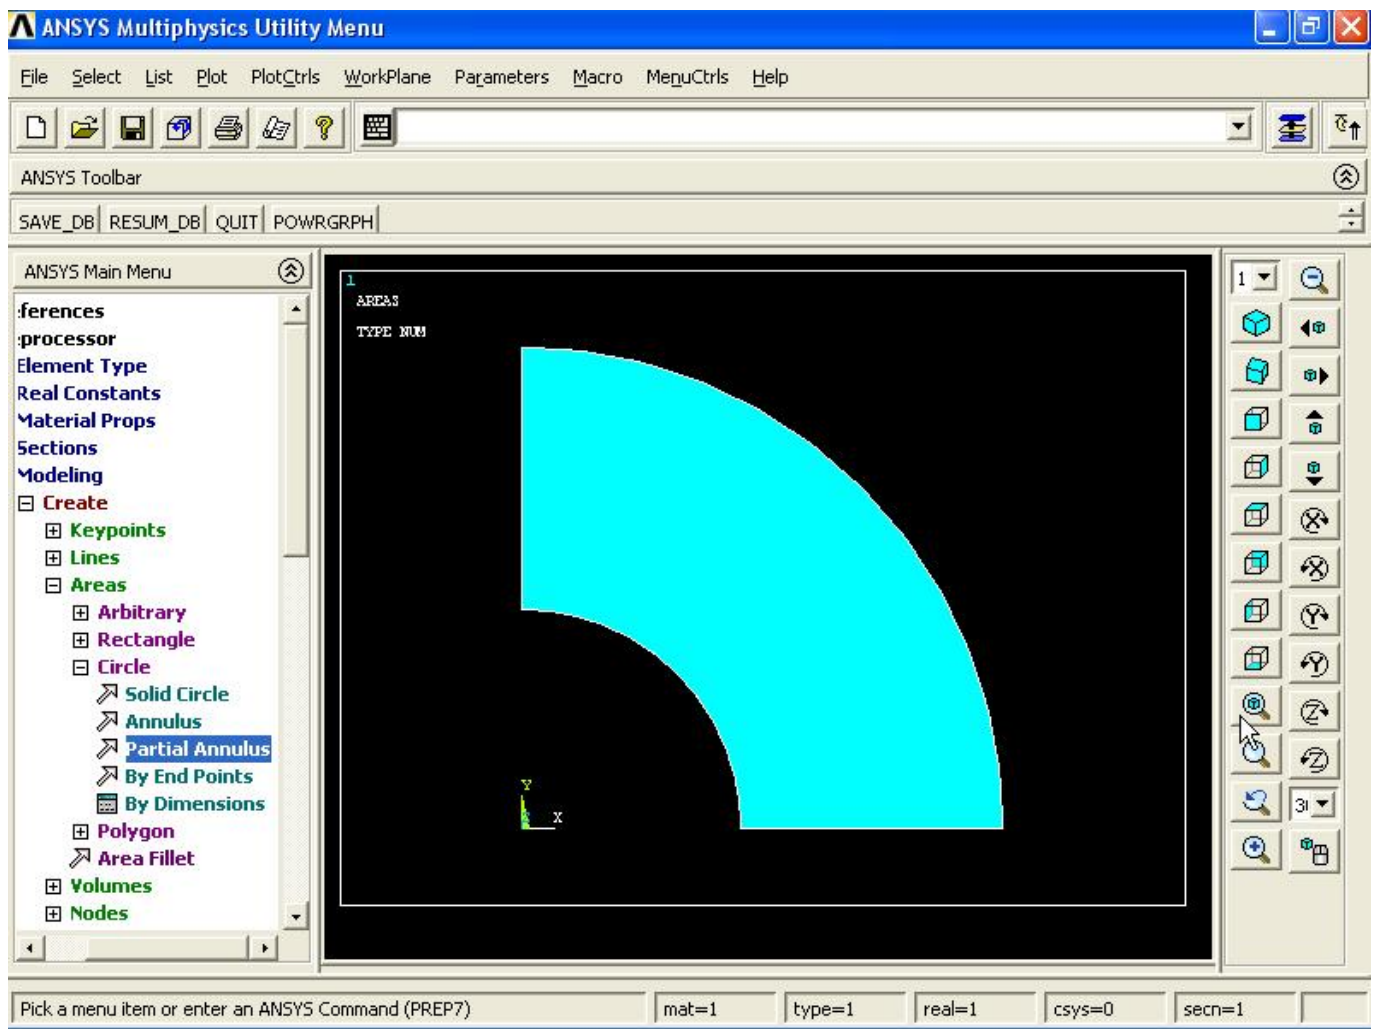 ANSYS Multiphysics Utility Menu
File Select List Plot PlotCtrls WorkPlane Parameters Macro MenuCtrls Help
ANSYS Toolbar
SAVE_DB RESUM_DB QUIT POWRGRPH
ANSYS Main Menu
ferences
processor
Element Type
Real Constants
Material Props
Sections
Modeling
Create
Keypoints
Lines
Areas
Arbitrary
Rectangle
Circle
Solid Circle
Annulus
Partial Annulus
By End Points
By Dimensions
Polygon
Area Fillet
Volumes
Nodes
1
AREAS
TYPE NUM
Y
X
1
X
X
Y
Y
Z
Z
Pick a menu item or enter an ANSYS Command (PREP7) mat=1 type=1 real=1 csys=0 secn=1